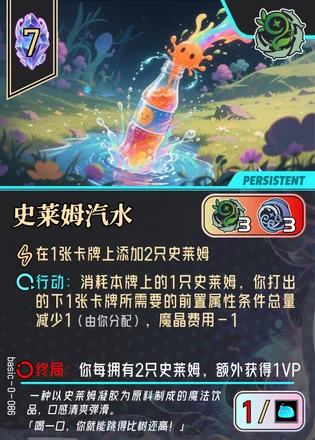 7
PERSISTENT
史莱姆汽水
3 3
在1张卡牌上添加2只史莱姆
行动：消耗本牌上的1只史莱姆，你打出
的下1张卡牌所需要的前置属性条件总量
减少1（由你分配），魔晶费用-1
终局：你每拥有2只史莱姆，额外获得1VP
一种以史莱姆凝胶为原料制成的魔法饮
品，口感清爽弹滑。
「喝一口，你就能跳得比树还高！」
1/
basic-0-086